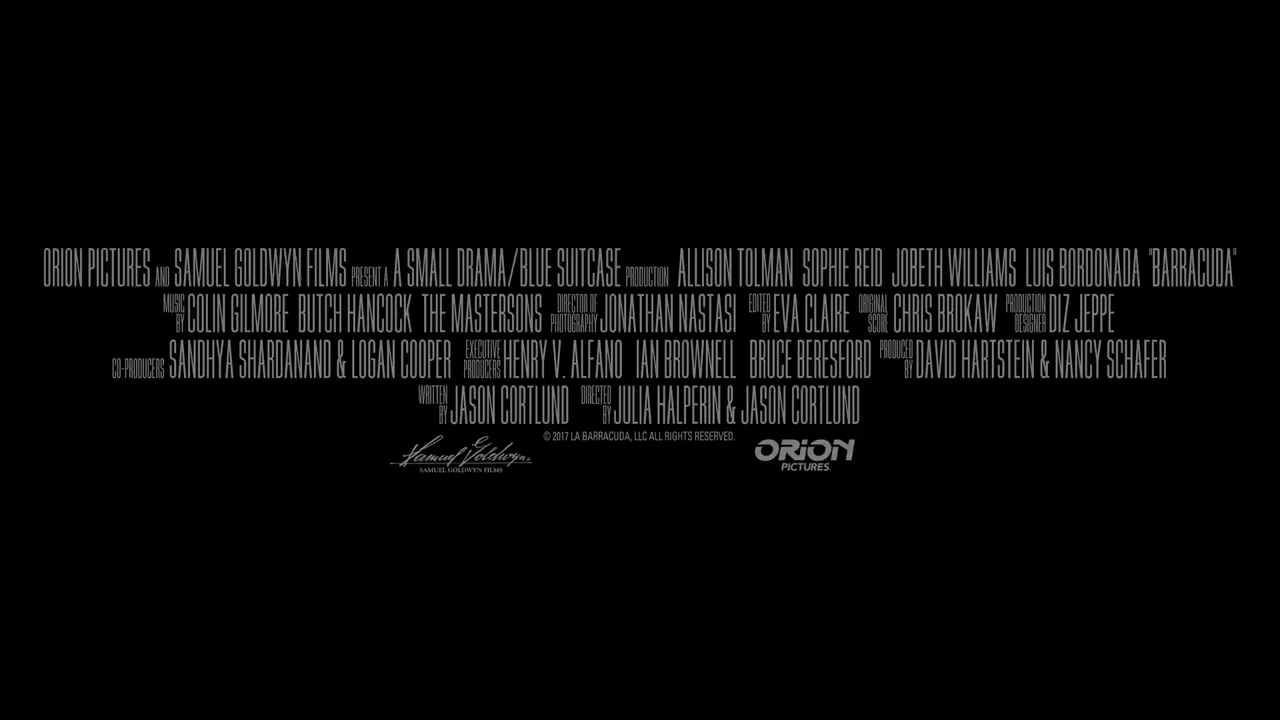 ORION PICTURES AND SAMUEL GOLDWYN FILMS PRESENT A A SMALL DRAMA/BLUE SUITCASE PRODUCTION ALLISON TOLMAN SOPHIE REID JOBETH WILLIAMS LUIS BORDONADA "BARRACUDA"
MUSIC BY COLIN GILMORE BUTCH HANCOCK THE MASTERSONS DIRECTOR OF PHOTOGRAPHY JONATHAN NASTASI EDITED BY EVA CLAIRE ORIGINAL SCORE CHRIS BROKAW PRODUCTION DESIGNER DIZ JEPPE
CO-PRODUCERS SANDHYA SHARDANAND & LOGAN COOPER EXECUTIVE PRODUCERS HENRY V. ALFANO IAN BROWNELL BRUCE BERESFORD PRODUCED BY DAVID HARTSTEIN & NANCY SCHAFER
WRITTEN BY JASON CORTLUND DIRECTED BY JULIA HALPERIN & JASON CORTLUND
© 2017 LA BARRACUDA, LLC ALL RIGHTS RESERVED.
Samuel Goldwyn®
SAMUEL GOLDWYN FILMS
ORION
PICTURES